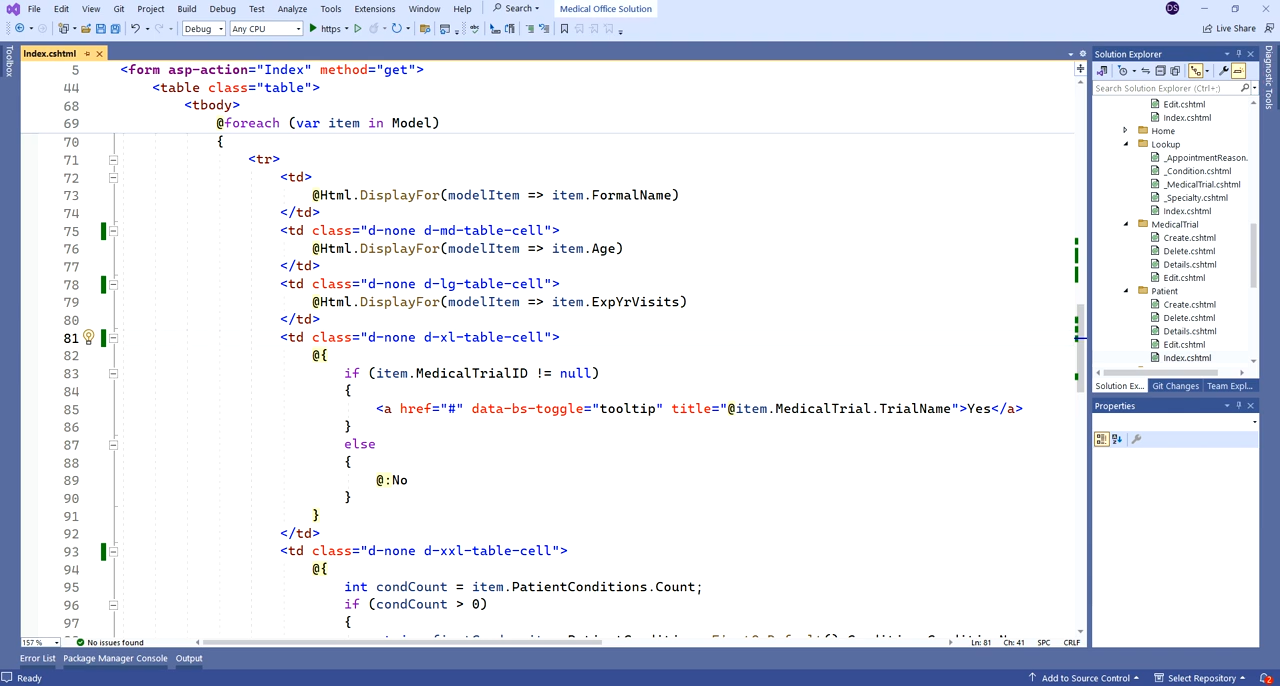 File Edit View Git Project Build Debug Test Analyze Tools Extensions Window Help Search Medical Office Solution DS
Debug Any CPU https Live Share
Toolbox
Index.cshtml
5 <form asp-action="Index" method="get">
44 <table class="table">
68 <tbody>
69 @foreach (var item in Model)
70 {
71 <tr>
72 <td>
73 @Html.DisplayFor(modelItem => item.FormalName)
74 </td>
75 <td class="d-none d-md-table-cell">
76 @Html.DisplayFor(modelItem => item.Age)
77 </td>
78 <td class="d-none d-lg-table-cell">
79 @Html.DisplayFor(modelItem => item.ExpYrVisits)
80 </td>
81 <td class="d-none d-xl-table-cell">
82 @{
83 if (item.MedicalTrialID != null)
84 {
85 <a href="#" data-bs-toggle="tooltip" title="@item.MedicalTrial.TrialName">Yes</a>
86 }
87 else
88 {
89 @:No
90 }
91 }
92 </td>
93 <td class="d-none d-xxl-table-cell">
94 @{
95 int condCount = item.PatientConditions.Count;
96 if (condCount > 0)
97 {
157 % No issues found Ln: 81 Ch: 41 SPC CRLF
Solution Explorer
Search Solution Explorer (Ctrl+;)
Edit.cshtml
Index.cshtml
Home
Lookup
_AppointmentReason.
_Condition.cshtml
_MedicalTrial.cshtml
_Specialty.cshtml
Index.cshtml
MedicalTrial
Create.cshtml
Delete.cshtml
Details.cshtml
Edit.cshtml
Patient
Create.cshtml
Delete.cshtml
Details.cshtml
Edit.cshtml
Index.cshtml
Solution Ex... Git Changes Team Expl...
Properties
Diagnostic Tools
Error List Package Manager Console Output
Ready Add to Source Control Select Repository 2